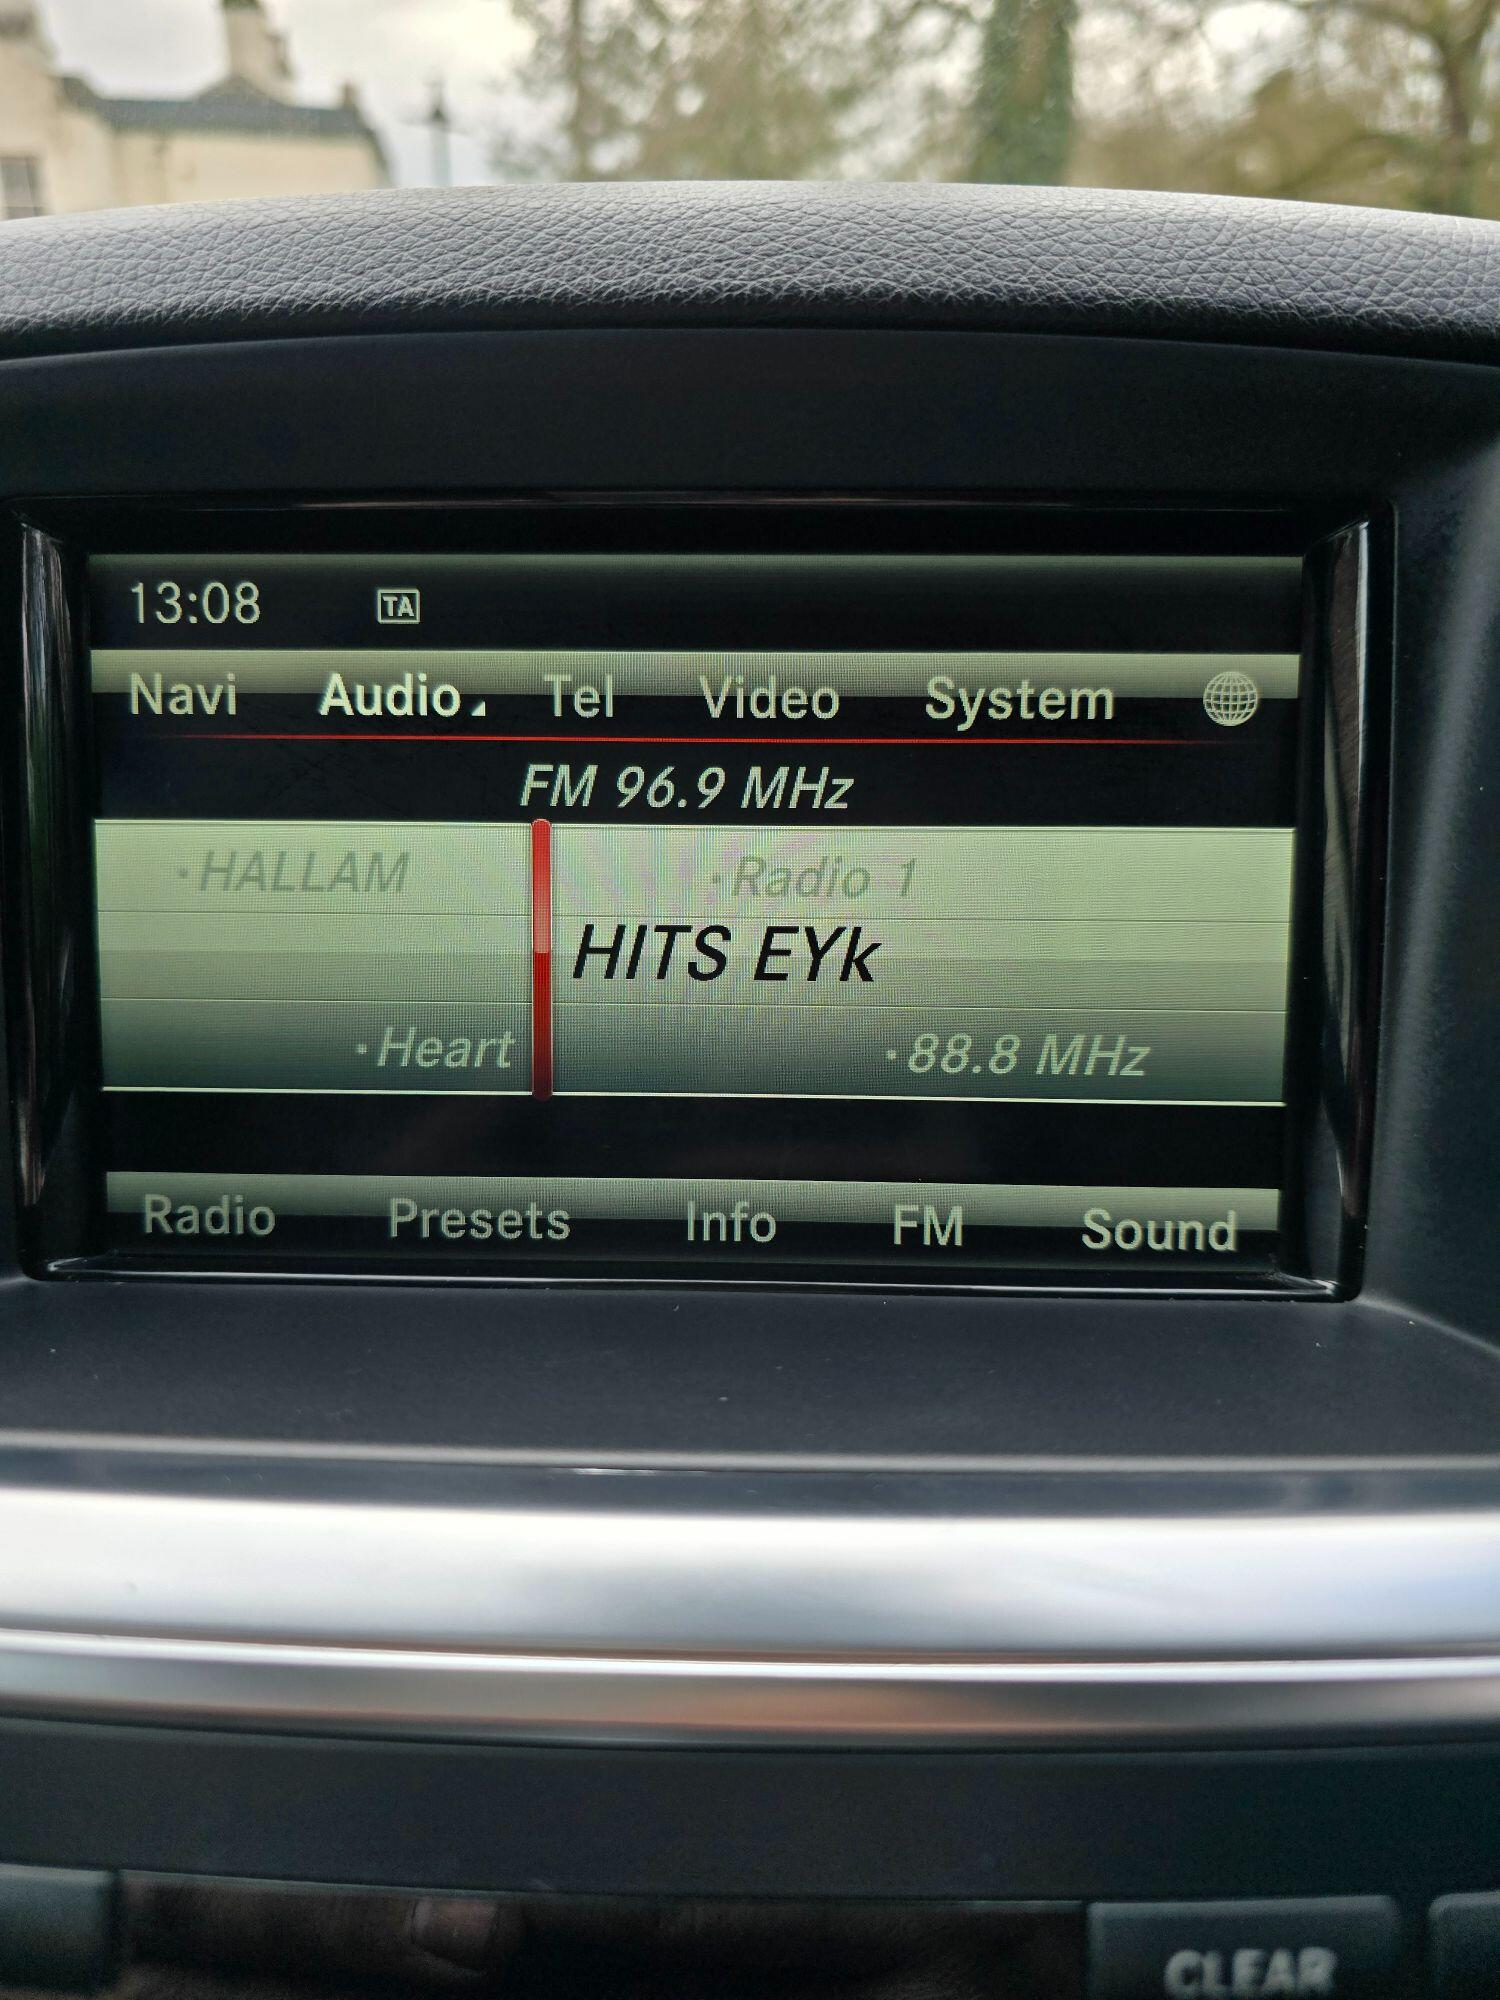 13:08 TA
Navi Audio Tel Video System
FM 96.9 MHz
·HALLAM ·Radio 1
HITS EYk
·Heart ·88.8 MHz
Radio Presets Info FM Sound
CLEAR